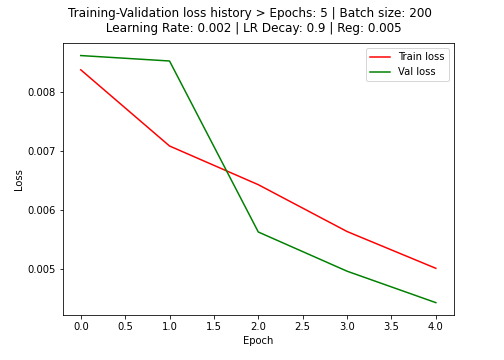 Training-Validation loss history > Epochs: 5 | Batch size: 200
Learning Rate: 0.002 | LR Decay: 0.9 | Reg: 0.005
Train loss
Val loss
0.008
0.007
0.006
0.005
Loss
0.0 0.5 1.0 1.5 2.0 2.5 3.0 3.5 4.0
Epoch